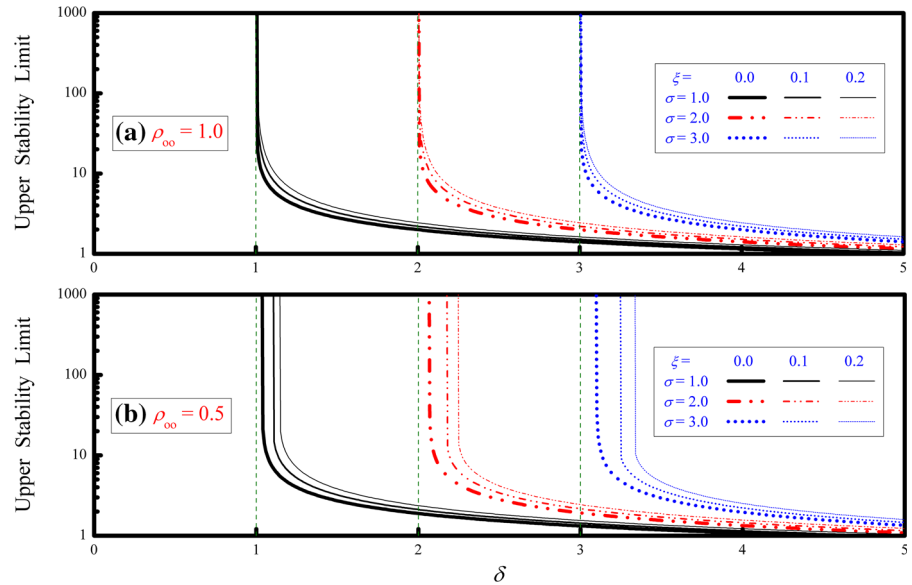 1000
100
10
1
Upper Stability Limit
(a) ρoo = 1.0
ξ = 0.0 0.1 0.2
σ = 1.0
σ = 2.0
σ = 3.0
0 1 2 3 4 5
1000
100
10
1
Upper Stability Limit
(b) ρoo = 0.5
ξ = 0.0 0.1 0.2
σ = 1.0
σ = 2.0
σ = 3.0
0 1 2 3 4 5
δ